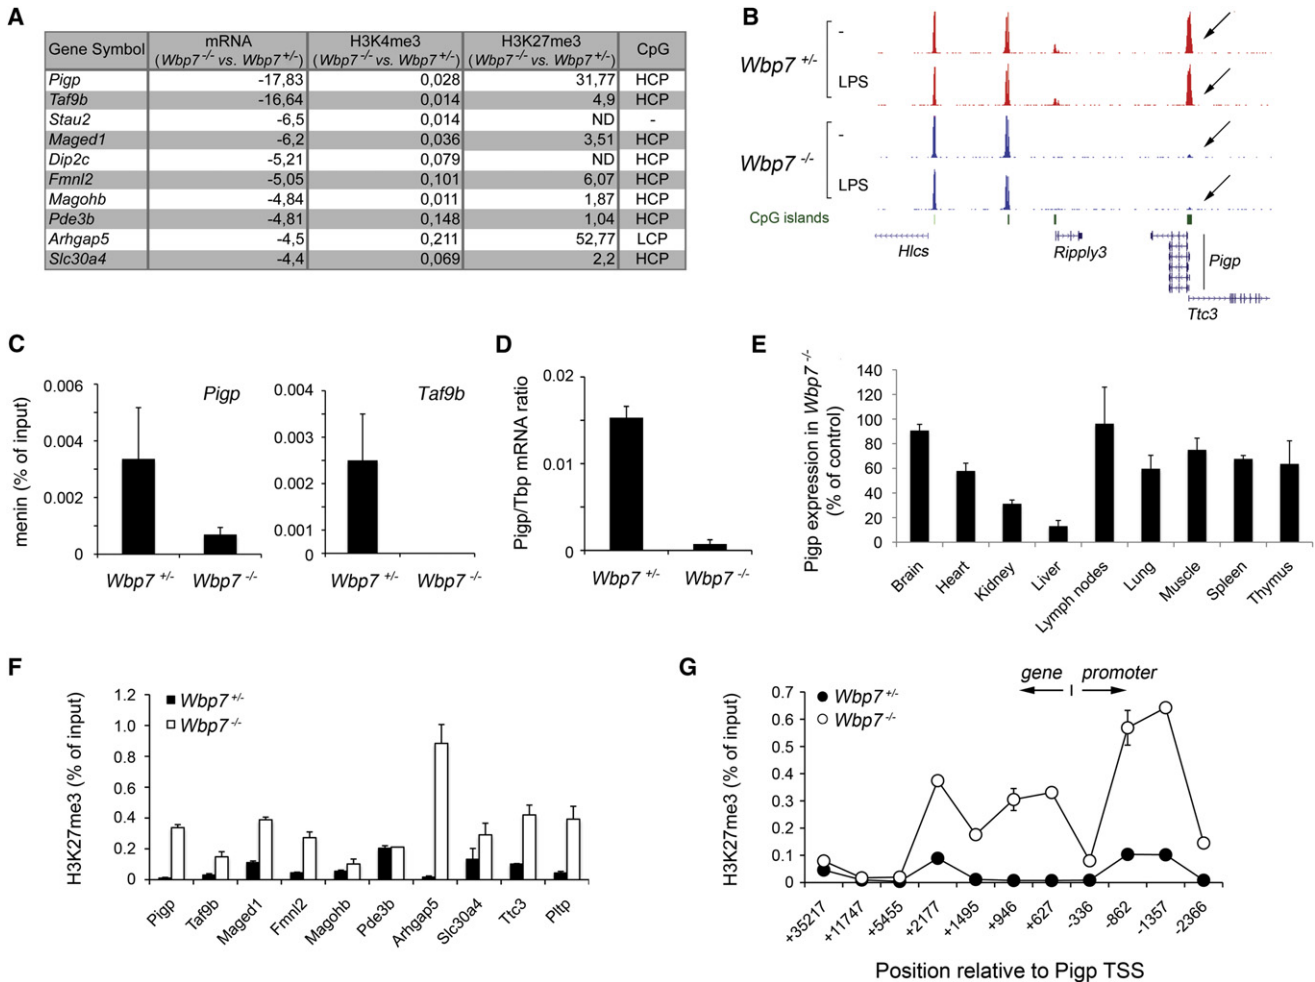 A
Gene Symbol mRNA (Wbp7 -/- vs. Wbp7 +/-) H3K4me3 (Wbp7 -/- vs. Wbp7 +/-) H3K27me3 (Wbp7 -/- vs. Wbp7 +/-) CpG
Pigp -17,83 0,028 31,77 HCP
Taf9b -16,64 0,014 4,9 HCP
Stau2 -6,5 0,014 ND -
Maged1 -6,2 0,036 3,51 HCP
Dip2c -5,21 0,079 ND HCP
Fmnl2 -5,05 0,101 6,07 HCP
Magohb -4,84 0,011 1,87 HCP
Pde3b -4,81 0,148 1,04 HCP
Arhgap5 -4,5 0,211 52,77 LCP
Slc30a4 -4,4 0,069 2,2 HCP
B
Wbp7 +/-
-
LPS
Wbp7 -/-
-
LPS
CpG islands
Hlcs
Ripply3
Pigp
Ttc3
C
menin (% of input)
0.006
0.004
0.002
0
Pigp
Wbp7 +/- Wbp7 -/-
0.004
0.003
0.002
0.001
0
Taf9b
Wbp7 +/- Wbp7 -/-
D
Pigp/Tbp mRNA ratio
0.02
0.01
0
Wbp7 +/- Wbp7 -/-
E
Pigp expression in Wbp7 -/-
(% of control)
140
120
100
80
60
40
20
0
Brain
Heart
Kidney
Liver
Lymph nodes
Lung
Muscle
Spleen
Thymus
F
H3K27me3 (% of input)
1.2
1.0
0.8
0.6
0.4
0.2
0
Wbp7 +/-
Wbp7 -/-
Pigp
Taf9b
Maged1
Fmnl2
Magohb
Pde3b
Arhgap5
Slc30a4
Ttc3
Pltp
G
H3K27me3 (% of input)
0.7
0.6
0.5
0.4
0.3
0.2
0.1
0
gene promoter
Wbp7 +/-
Wbp7 -/-
+35217
+11747
+5455
+2177
+1495
+946
+627
-336
-862
-1357
-2366
Position relative to Pigp TSS